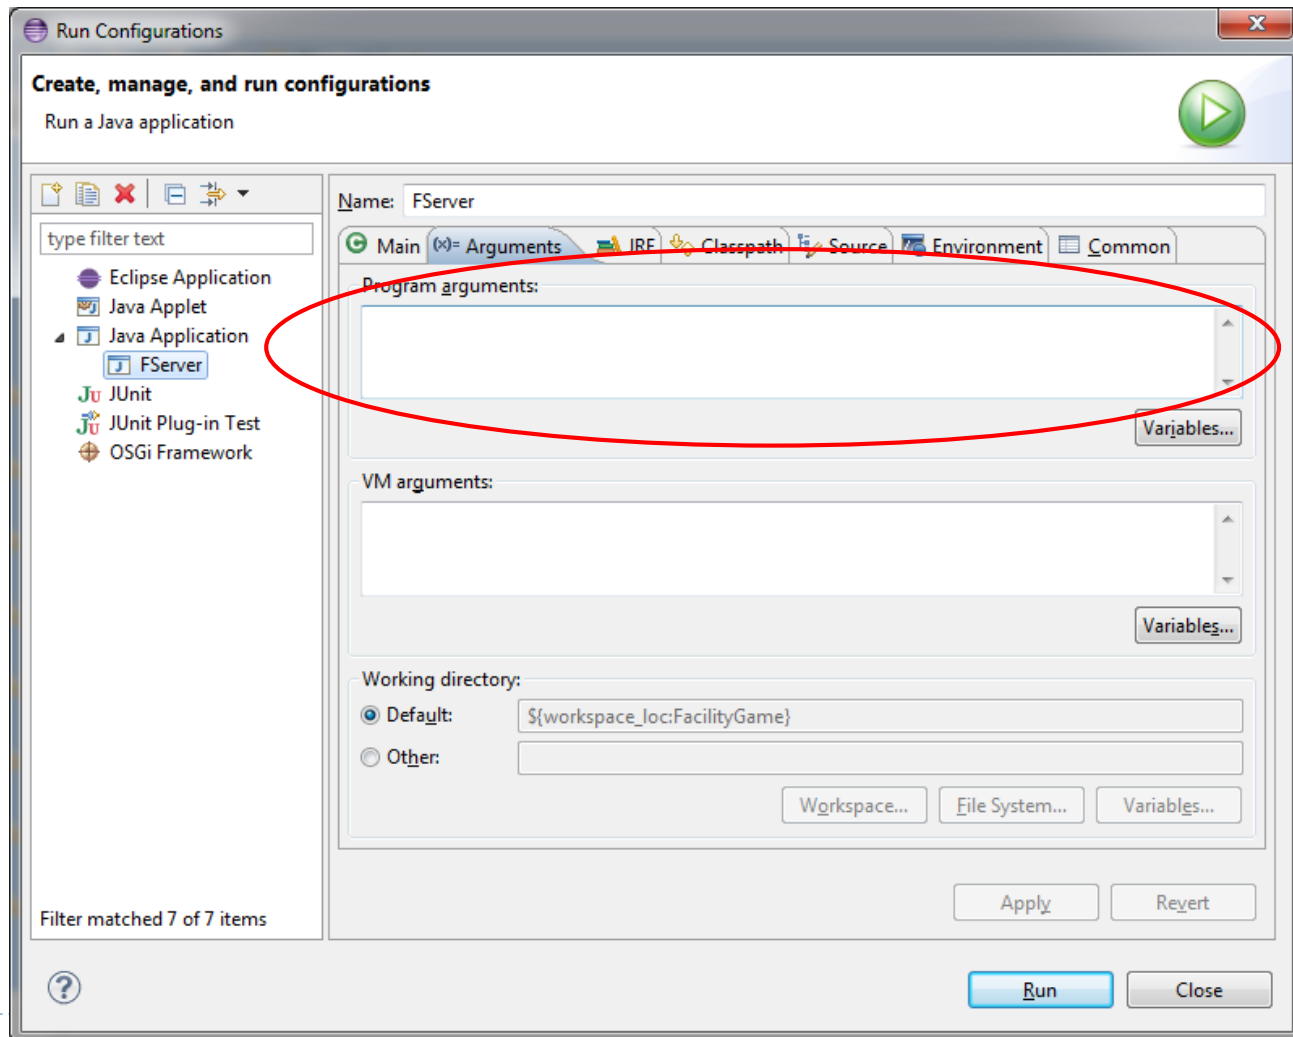 Run Configurations
Create, manage, and run configurations
Run a Java application
type filter text
Eclipse Application
Java Applet
Java Application
FServer
JUnit
JUnit Plug-in Test
OSGi Framework
Filter matched 7 of 7 items
Name: FServer
Main (x)= Arguments JRE Classpath Source Environment Common
Program arguments:
Variables...
VM arguments:
Variables...
Working directory:
Default: ${workspace_loc:FacilityGame}
Other:
Workspace... File System... Variables...
Apply Revert
Run Close